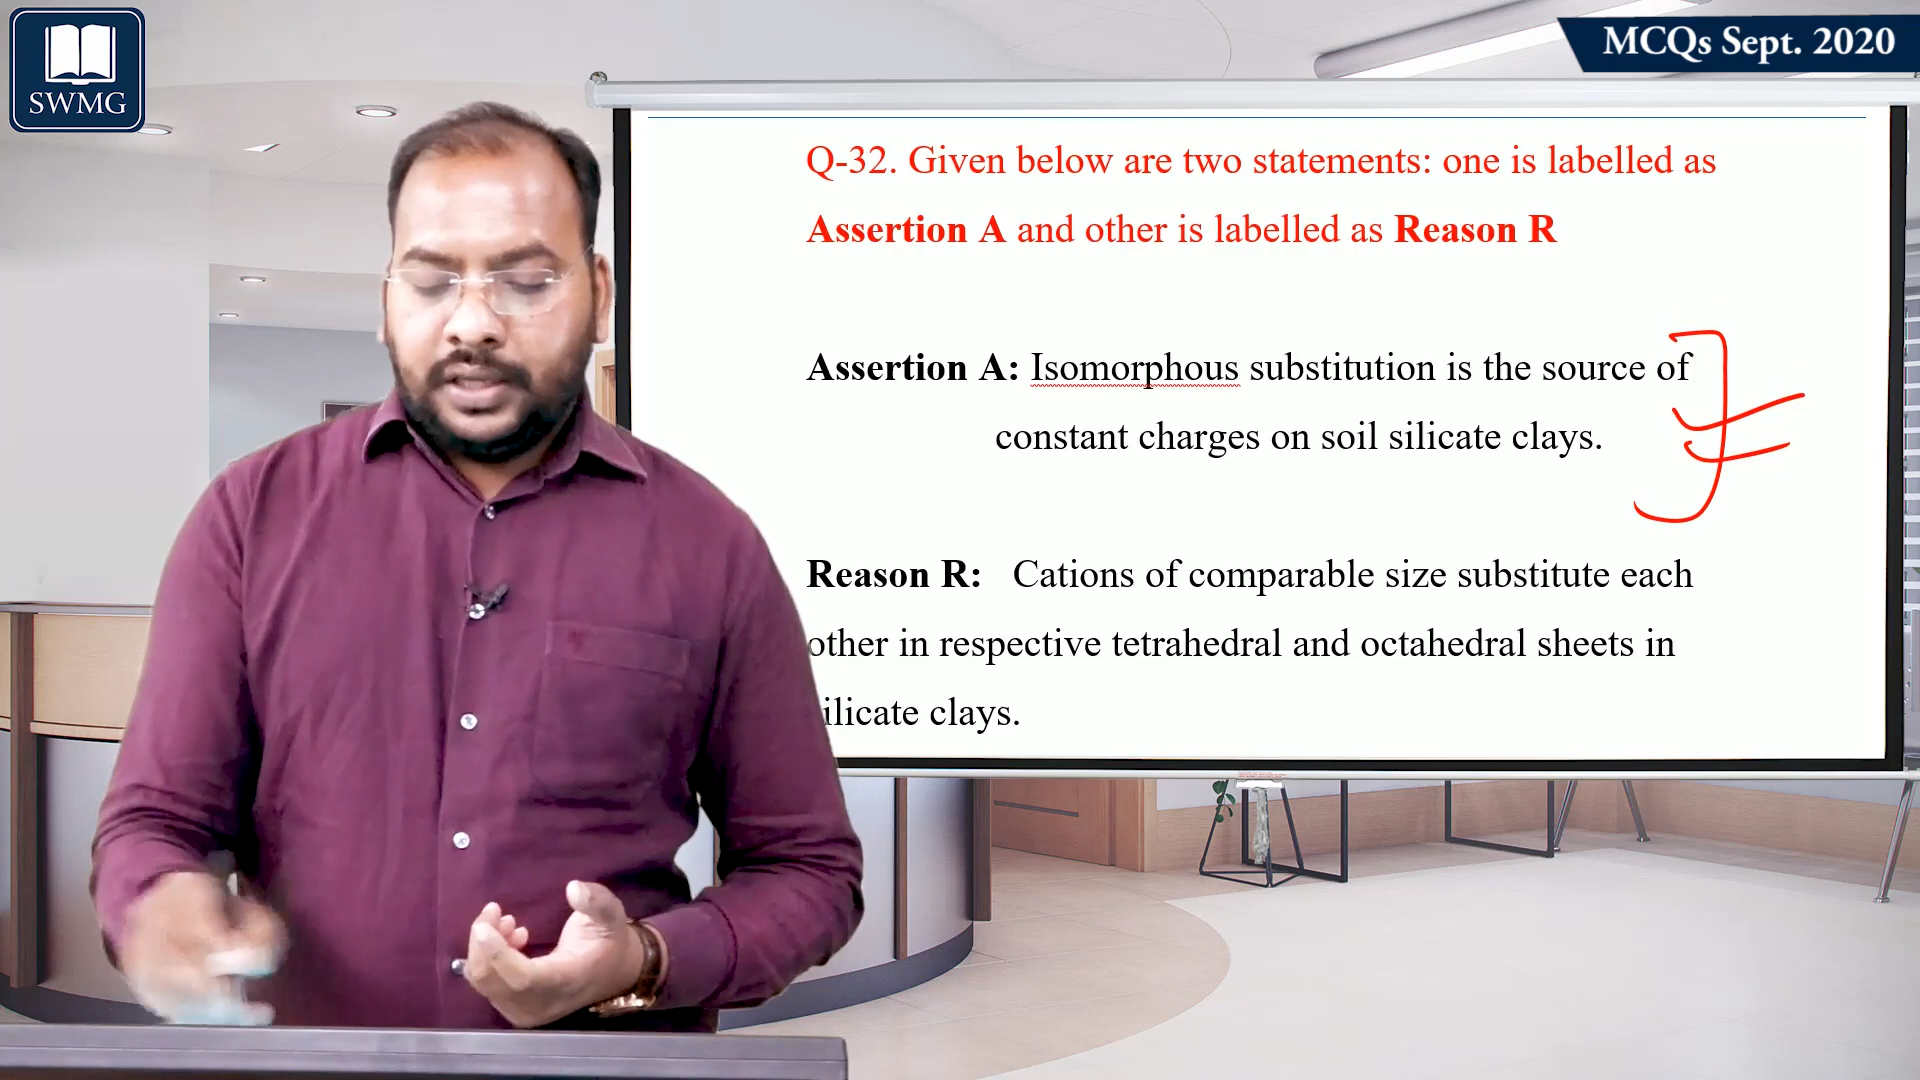 SWMG
MCQs Sept. 2020
Q-32. Given below are two statements: one is labelled as
Assertion A and other is labelled as Reason R
Assertion A: Isomorphous substitution is the source of
constant charges on soil silicate clays.
Reason R: Cations of comparable size substitute each
other in respective tetrahedral and octahedral sheets in
ilicate clays.